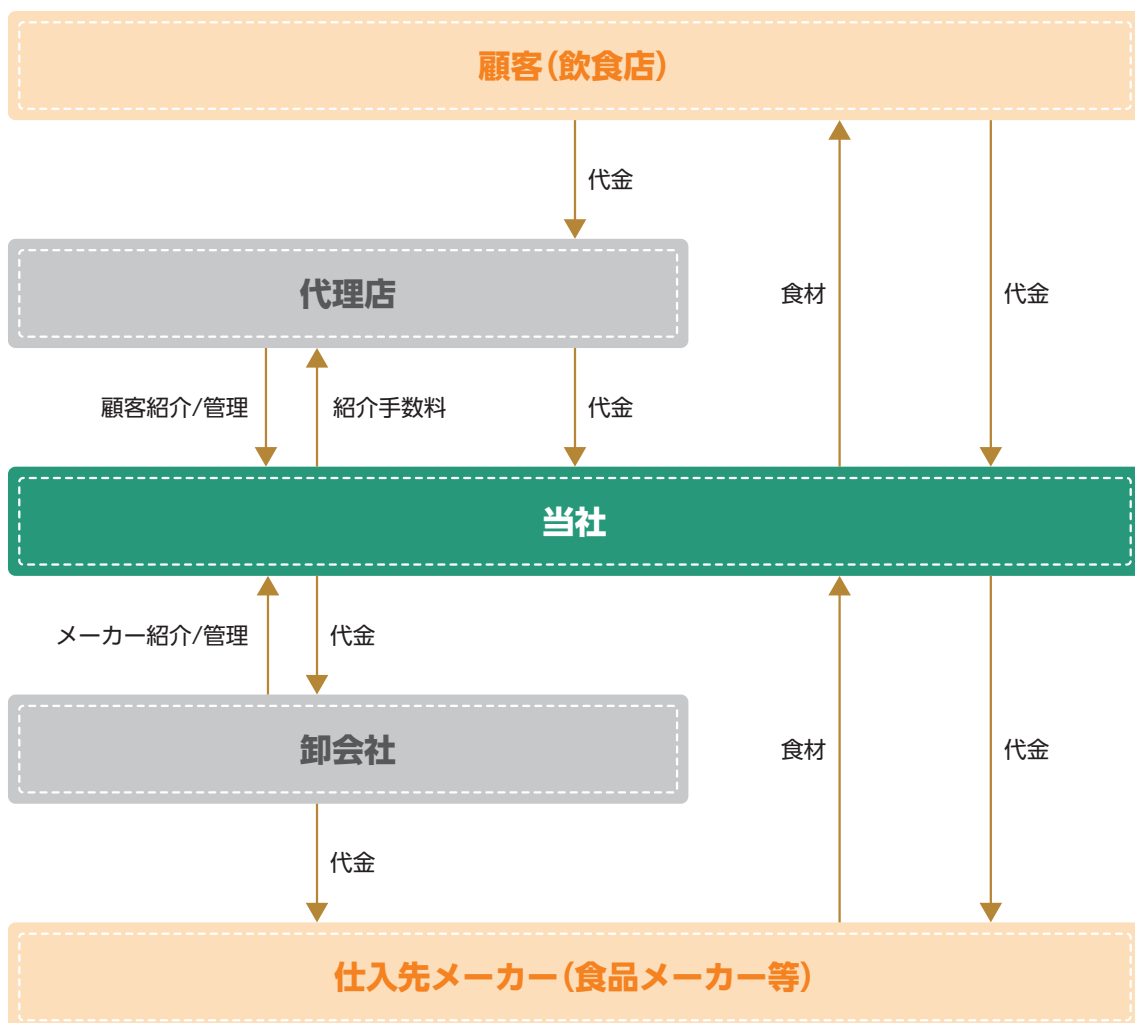 顧客（飲食店）
代金
代理店
食材
代金
顧客紹介/管理
紹介手数料
代金
当社
メーカー紹介/管理
代金
卸会社
食材
代金
代金
仕入先メーカー（食品メーカー等）